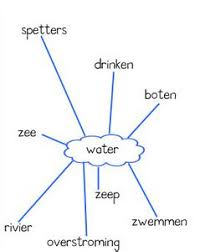 spetters
drinken
boten
zee
water
zeep
rivier
zwemmen
overstroming